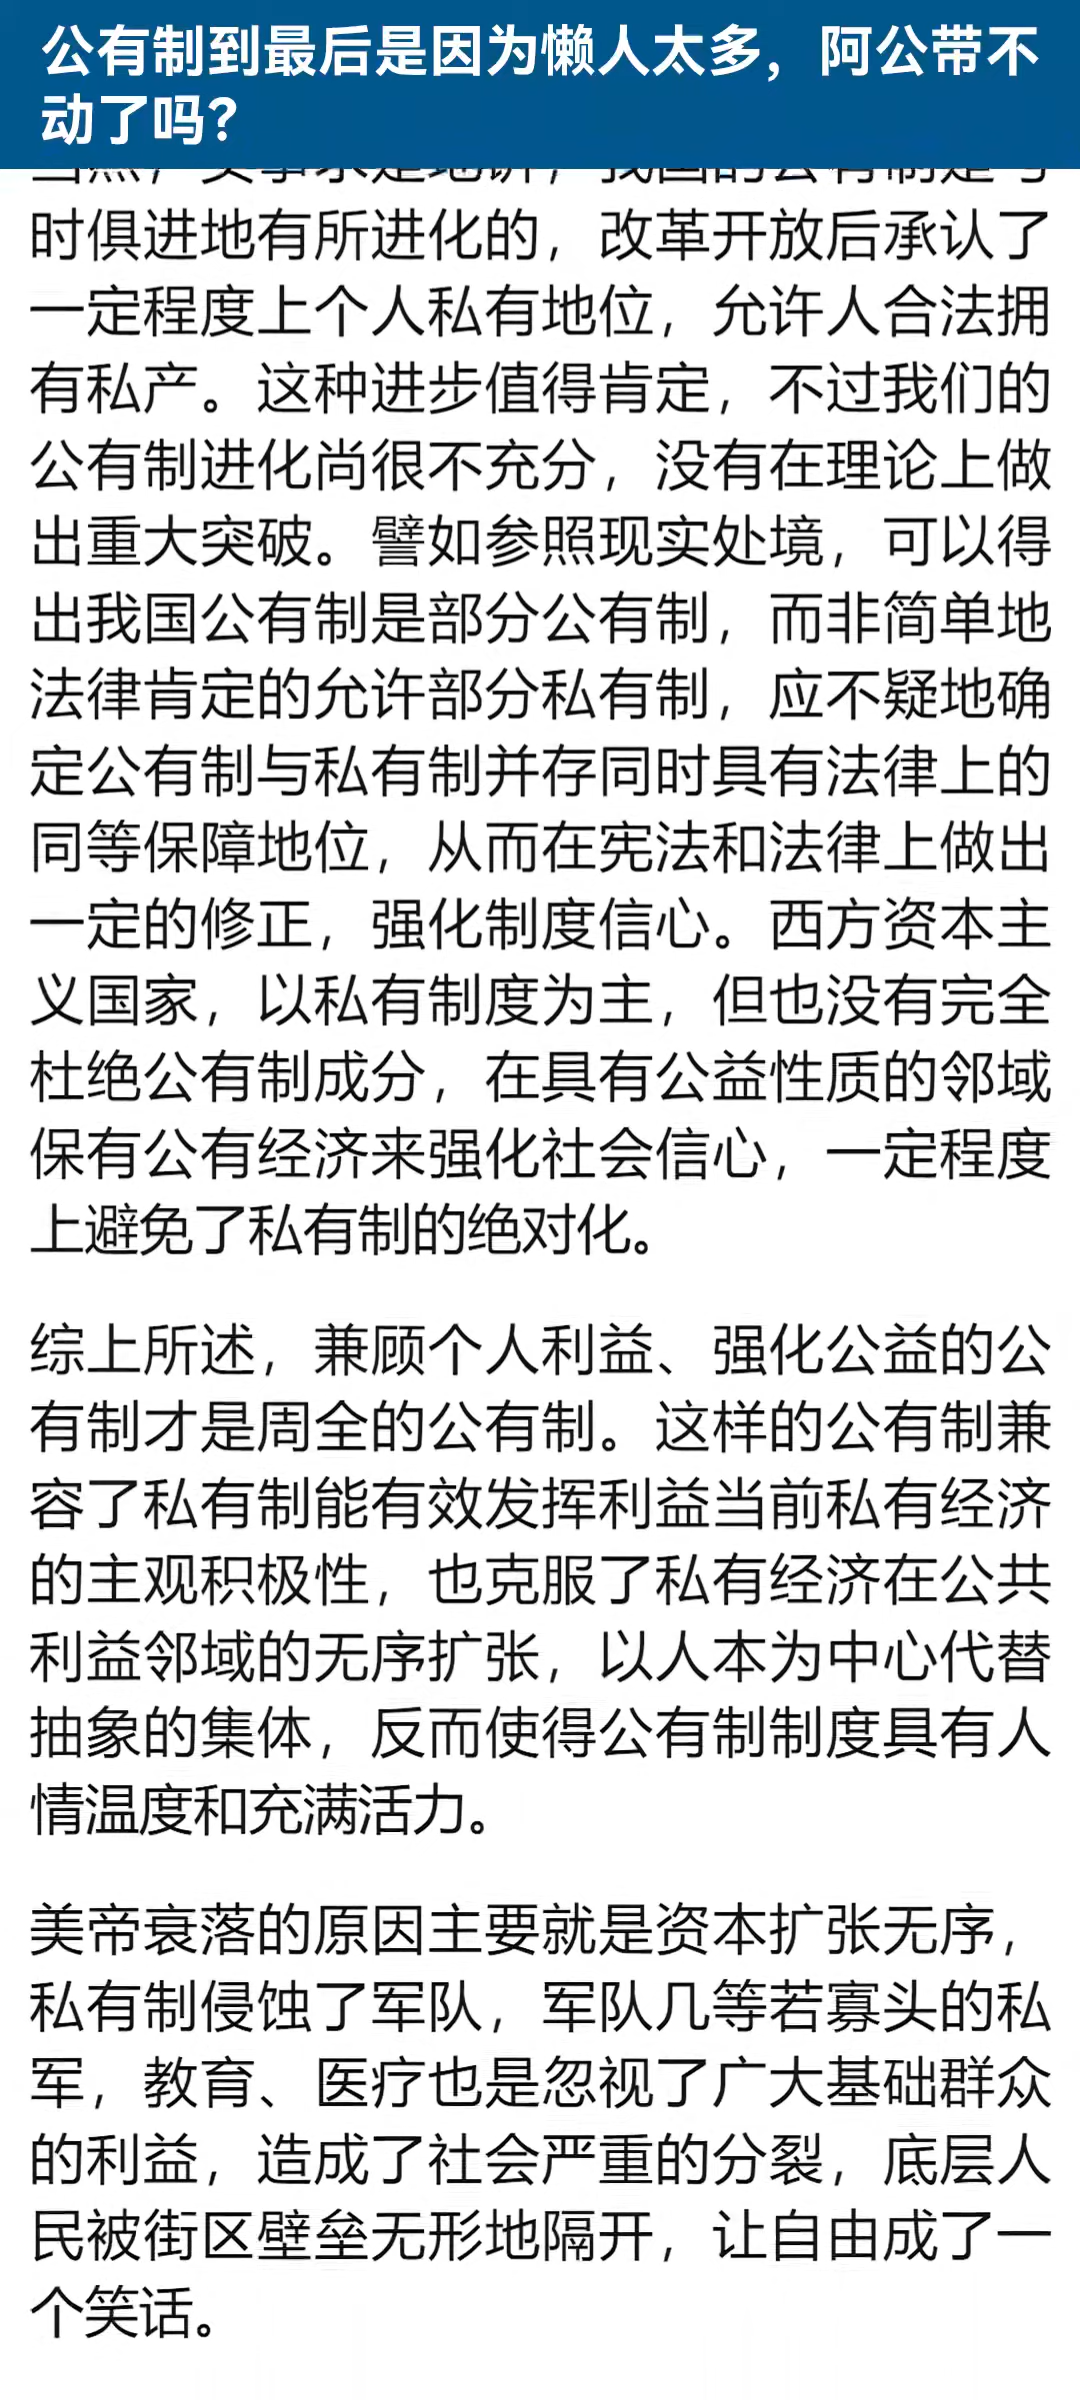 公有制到最后是因为懒人太多，阿公带不
动了吗？
时俱进地有所进化的，改革开放后承认了
一定程度上个人私有地位，允许人合法拥
有私产。这种进步值得肯定，不过我们的
公有制进化尚很不充分，没有在理论上做
出重大突破。譬如参照现实处境，可以得
出我国公有制是部分公有制，而非简单地
法律肯定的允许部分私有制，应不疑地确
定公有制与私有制并存同时具有法律上的
同等保障地位，从而在宪法和法律上做出
一定的修正，强化制度信心。西方资本主
义国家，以私有制度为主，但也没有完全
杜绝公有制成分，在具有公益性质的邻域
保有公有经济来强化社会信心，一定程度
上避免了私有制的绝对化。
综上所述，兼顾个人利益、强化公益的公
有制才是周全的公有制。这样的公有制兼
容了私有制能有效发挥利益当前私有经济
的主观积极性，也克服了私有经济在公共
利益邻域的无序扩张，以人本为中心代替
抽象的集体，反而使得公有制制度具有人
情温度和充满活力。
美帝衰落的原因主要就是资本扩张无序，
私有制侵蚀了军队，军队几等若寡头的私
军，教育、医疗也是忽视了广大基础群众
的利益，造成了社会严重的分裂，底层人
民被街区壁垒无形地隔开，让自由成了一
个笑话。